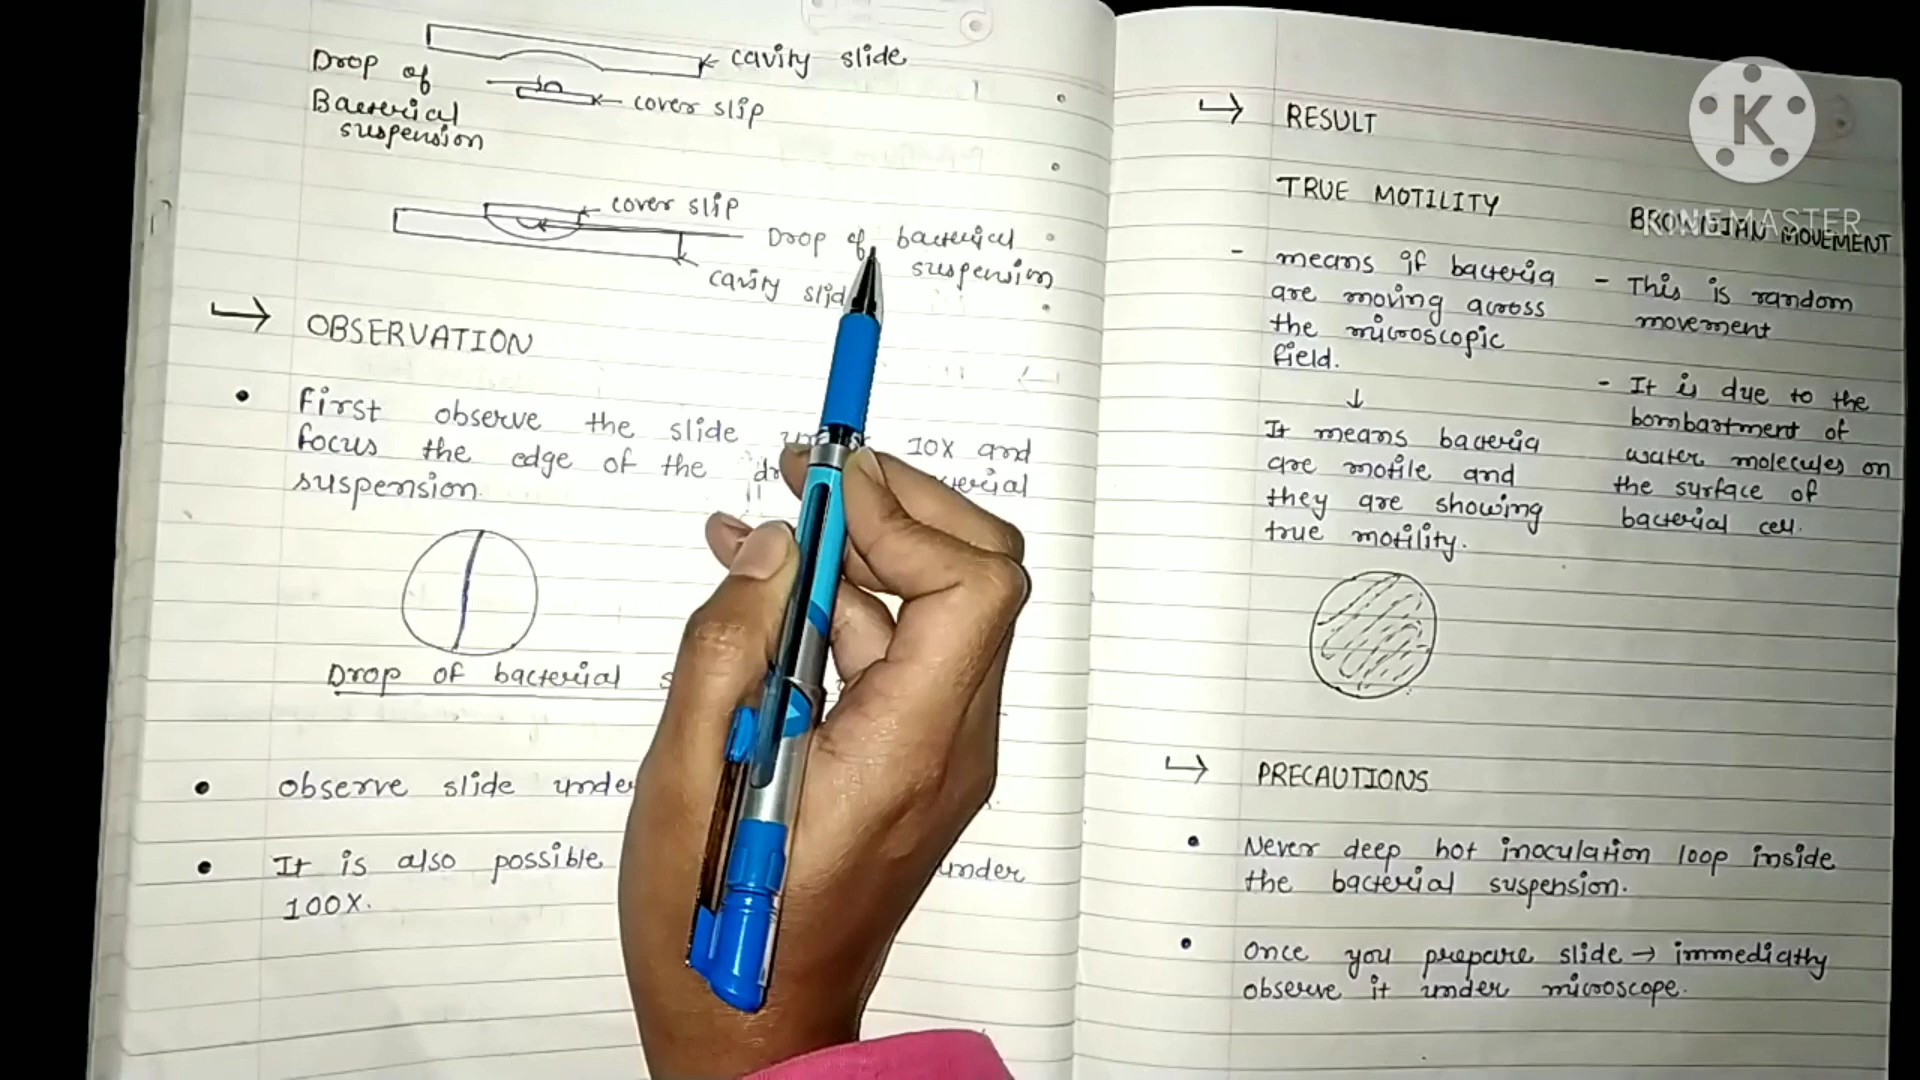 cavity slide
Drop of
Bacterial
suspension
cover slip
cover slip
Drop of bacterial
suspension
cavity slid
OBSERVATION
First observe the slide 10X and
focus the edge of the
suspension.
Drop of bacterial
Observe slide under
It is also possible under
100X.
RESULT
K
KINEMASTER
TRUE MOTILITY
- means if bacteria
are moving across
the microscopic
field.
↓
It means bacteria
are motile and
they are showing
true motility.
MOVEMENT
- This is random
movement
- It is due to the
bombartment of
water molecules on
the surface of
bacterial cell.
PRECAUTIONS
Never deep hot inoculation loop inside
the bacterial suspension.
Once you prepare slide → immediatly
observe it under microscope.